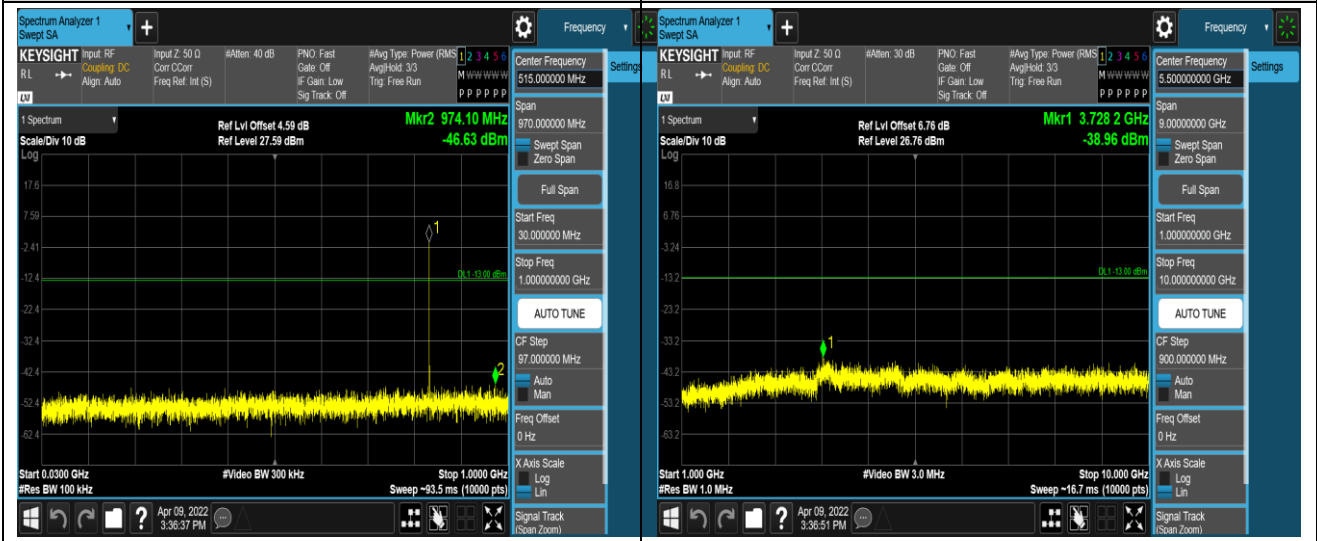 Spectrum Analyzer 1
Swept SA
+
Frequency
KEYSIGHT
RL
Input: RF
Coupling: DC
Align: Auto
Input Z: 50 Ω
Corr CCorr
Freq Ref: Int (S)
#Atten: 40 dB
PNO: Fast
Gate: Off
IF Gain: Low
Sig Track: Off
#Avg Type: Power (RMS
Avg|Hold: 3/3
Trig: Free Run
1 2 3 4 5 6
M W W W W W
P P P P P P
LXI
1 Spectrum
Scale/Div 10 dB
Log
Ref Lvl Offset 4.59 dB
Ref Level 27.59 dBm
Mkr2 974.10 MHz
-46.63 dBm
17.6
7.59
-2.41
-12.4
-22.4
-32.4
-42.4
-52.4
-62.4
1
DL1 -13.00 dBm
2
Start 0.0300 GHz
#Res BW 100 kHz
#Video BW 300 kHz
Stop 1.0000 GHz
Sweep ~93.5 ms (10000 pts)
Apr 09, 2022
3:36:37 PM
Center Frequency
515.000000 MHz
Span
970.000000 MHz
Swept Span
Zero Span
Full Span
Start Freq
30.000000 MHz
Stop Freq
1.000000000 GHz
AUTO TUNE
CF Step
97.000000 MHz
Auto
Man
Freq Offset
0 Hz
X Axis Scale
Log
Lin
Signal Track
(Span Zoom)
Settings
Spectrum Analyzer 1
Swept SA
+
Frequency
KEYSIGHT
RL
Input: RF
Coupling: DC
Align: Auto
Input Z: 50 Ω
Corr CCorr
Freq Ref: Int (S)
#Atten: 30 dB
PNO: Fast
Gate: Off
IF Gain: Low
Sig Track: Off
#Avg Type: Power (RMS
Avg|Hold: 3/3
Trig: Free Run
1 2 3 4 5 6
M W W W W W
P P P P P P
LXI
1 Spectrum
Scale/Div 10 dB
Log
Ref Lvl Offset 6.76 dB
Ref Level 26.76 dBm
Mkr1 3.728 2 GHz
-38.96 dBm
16.8
6.76
-3.24
-13.2
-23.2
-33.2
-43.2
-53.2
-63.2
DL1 -13.00 dBm
1
Start 1.000 GHz
#Res BW 1.0 MHz
#Video BW 3.0 MHz
Stop 10.000 GHz
Sweep ~16.7 ms (10000 pts)
Apr 09, 2022
3:36:51 PM
Center Frequency
5.500000000 GHz
Span
9.00000000 GHz
Swept Span
Zero Span
Full Span
Start Freq
1.000000000 GHz
Stop Freq
10.000000000 GHz
AUTO TUNE
CF Step
900.000000 MHz
Auto
Man
Freq Offset
0 Hz
X Axis Scale
Log
Lin
Signal Track
(Span Zoom)
Settings